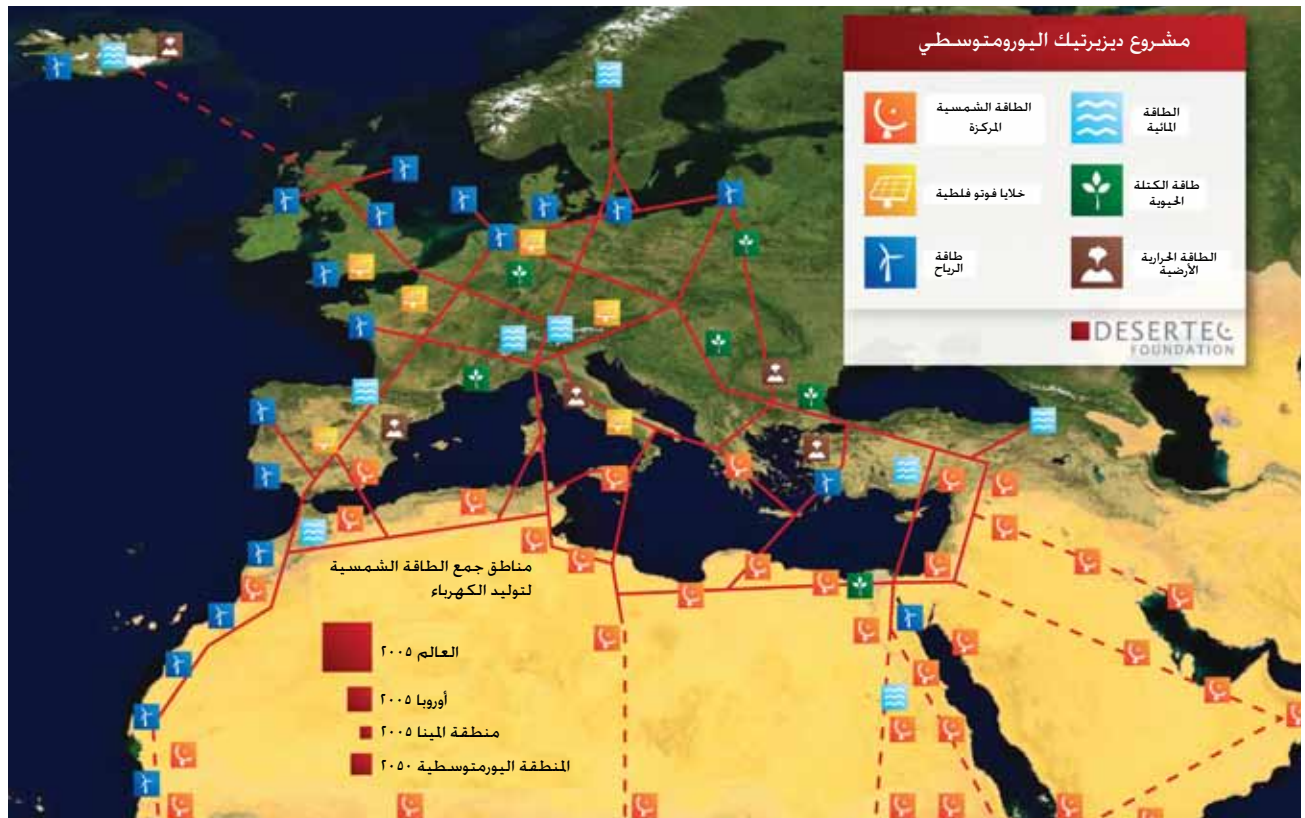 مشروع ديزيرتيك اليورومتوسطي
الطاقة الشمسية
المركزة
الطاقة
المائية
خلايا فوتو فلطية
طاقة الكتلة
الحيوية
طاقة
الرياح
الطاقة الحرارية
الأرضية
DESERTEC
FOUNDATION
مناطق جمع الطاقة الشمسية
لتوليد الكهرباء
العالم ٢٠٠٥
أوروبا ٢٠٠٥
منطقة المينا ٢٠٠٥
المنطقة اليورمتوسطية ٢٠٥٠